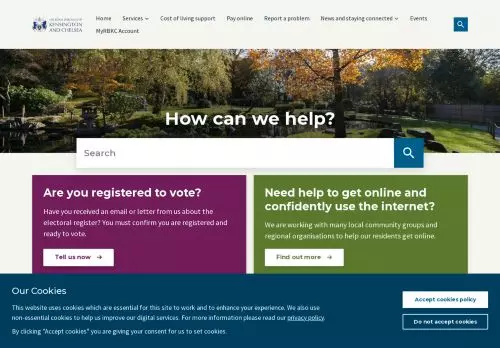 THE ROYAL BOROUGH OF
KENSINGTON
AND CHELSEA
Home Services Cost of living support Pay online Report a problem News and staying connected Events
MyRBKC Account
How can we help?
Search
Are you registered to vote?
Have you received an email or letter from us about the
electoral register? You must confirm you are registered and
ready to vote.
Tell us now
Need help to get online and
confidently use the internet?
We are working with many local community groups and
regional organisations to help our residents get online.
Find out more
Our Cookies
This website uses cookies which are essential for this site to work and to enhance your experience. We also use
non-essential cookies to help us improve our digital services. For more information please read our privacy policy.
By clicking "Accept cookies" you are giving your consent for us to set cookies.
Accept cookies policy
Do not accept cookies